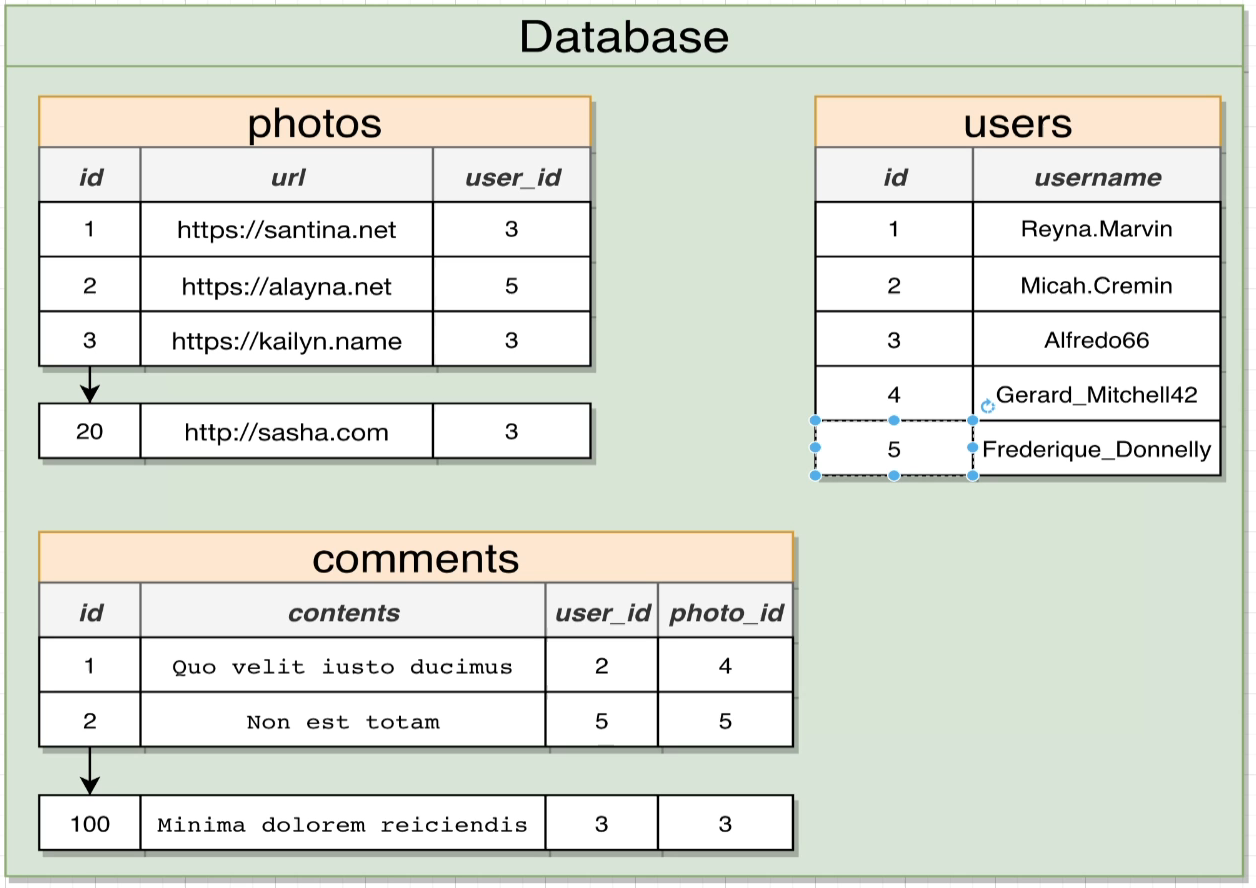 Database
photos
id url user_id
1 https://santina.net 3
2 https://alayna.net 5
3 https://kailyn.name 3
20 http://sasha.com 3
users
id username
1 Reyna.Marvin
2 Micah.Cremin
3 Alfredo66
4 Gerard_Mitchell42
5 Frederique_Donnelly
comments
id contents user_id photo_id
1 Quo velit iusto ducimus 2 4
2 Non est totam 5 5
100 Minima dolorem reiciendis 3 3